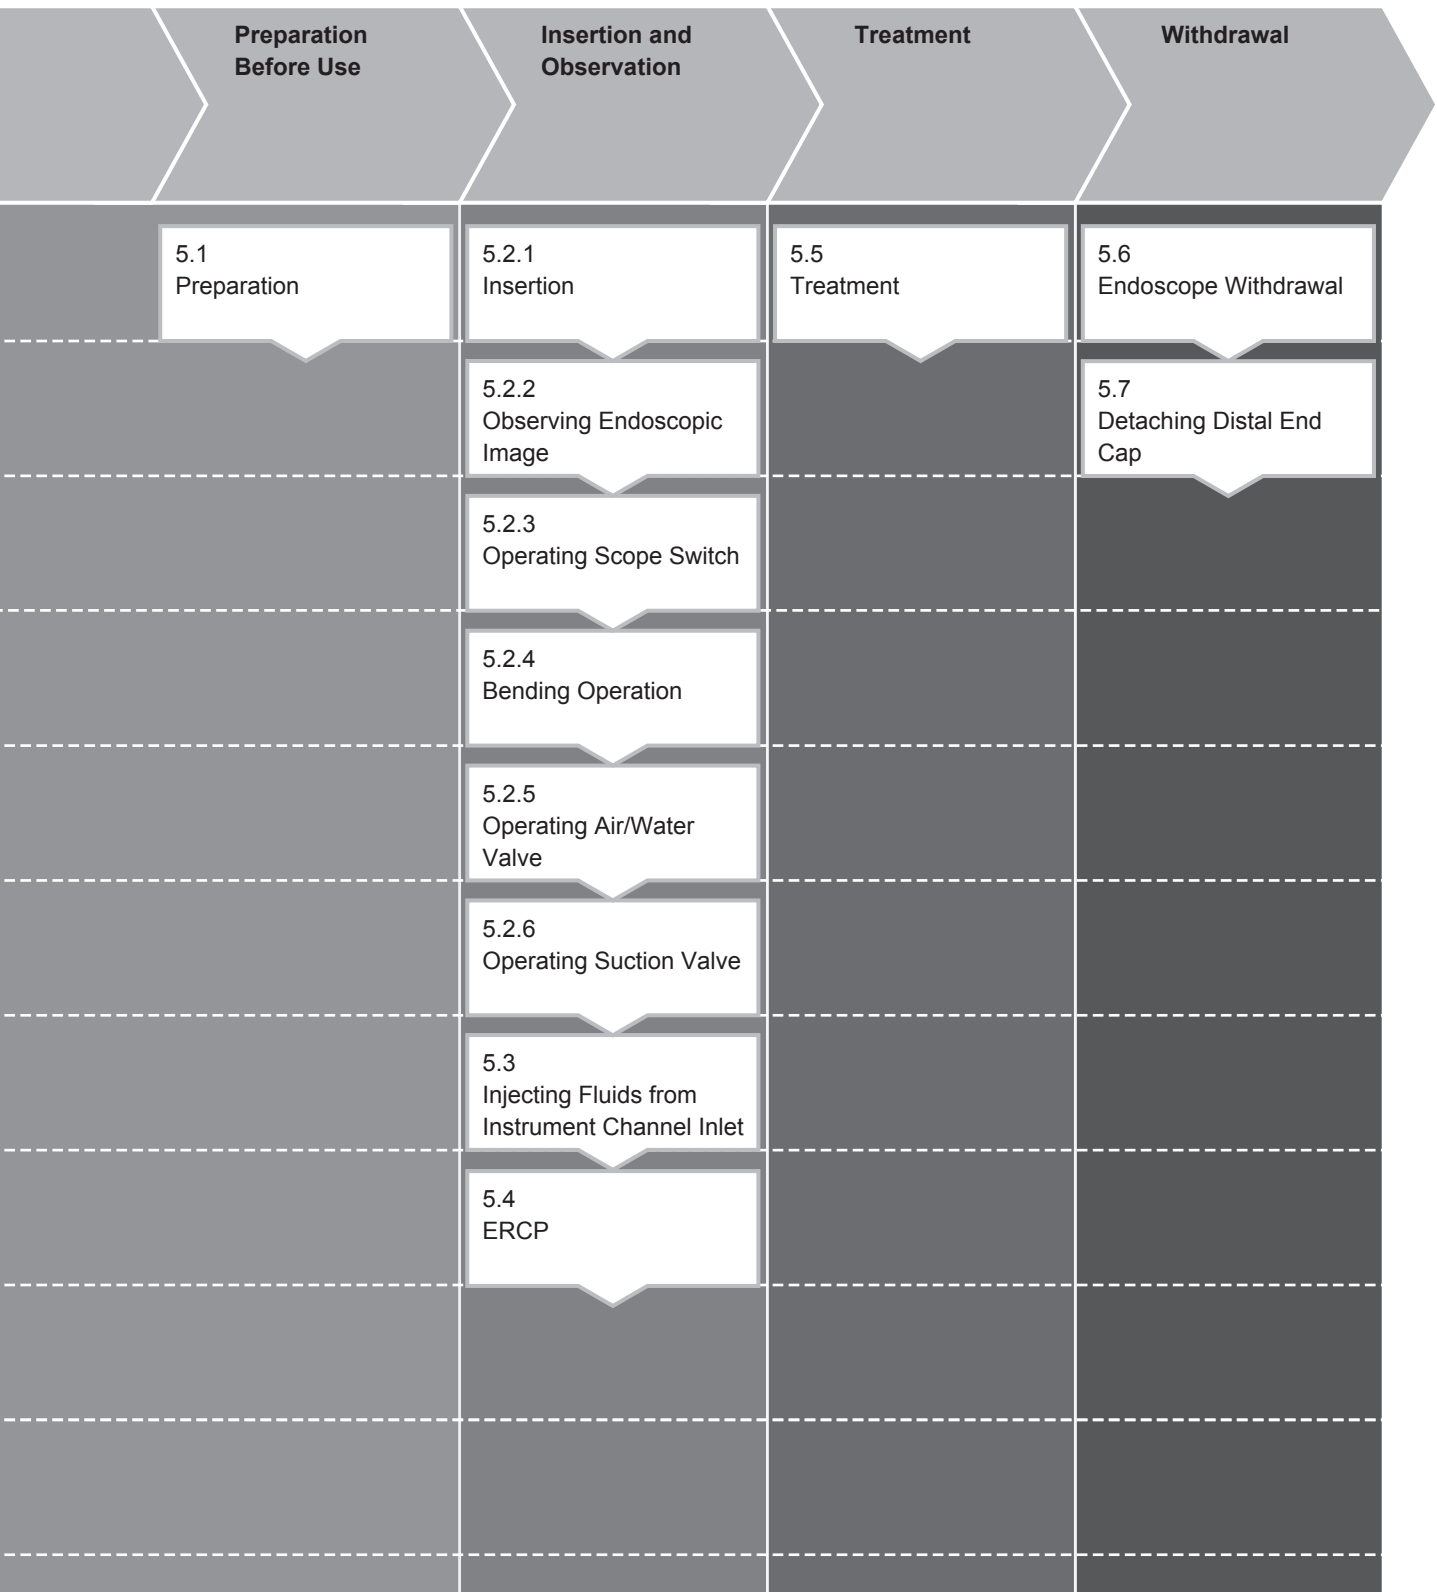 Preparation
Before Use
Insertion and
Observation
Treatment
Withdrawal
5.1
Preparation
5.2.1
Insertion
5.2.2
Observing Endoscopic
Image
5.2.3
Operating Scope Switch
5.2.4
Bending Operation
5.2.5
Operating Air/Water
Valve
5.2.6
Operating Suction Valve
5.3
Injecting Fluids from
Instrument Channel Inlet
5.4
ERCP
5.5
Treatment
5.6
Endoscope Withdrawal
5.7
Detaching Distal End
Cap